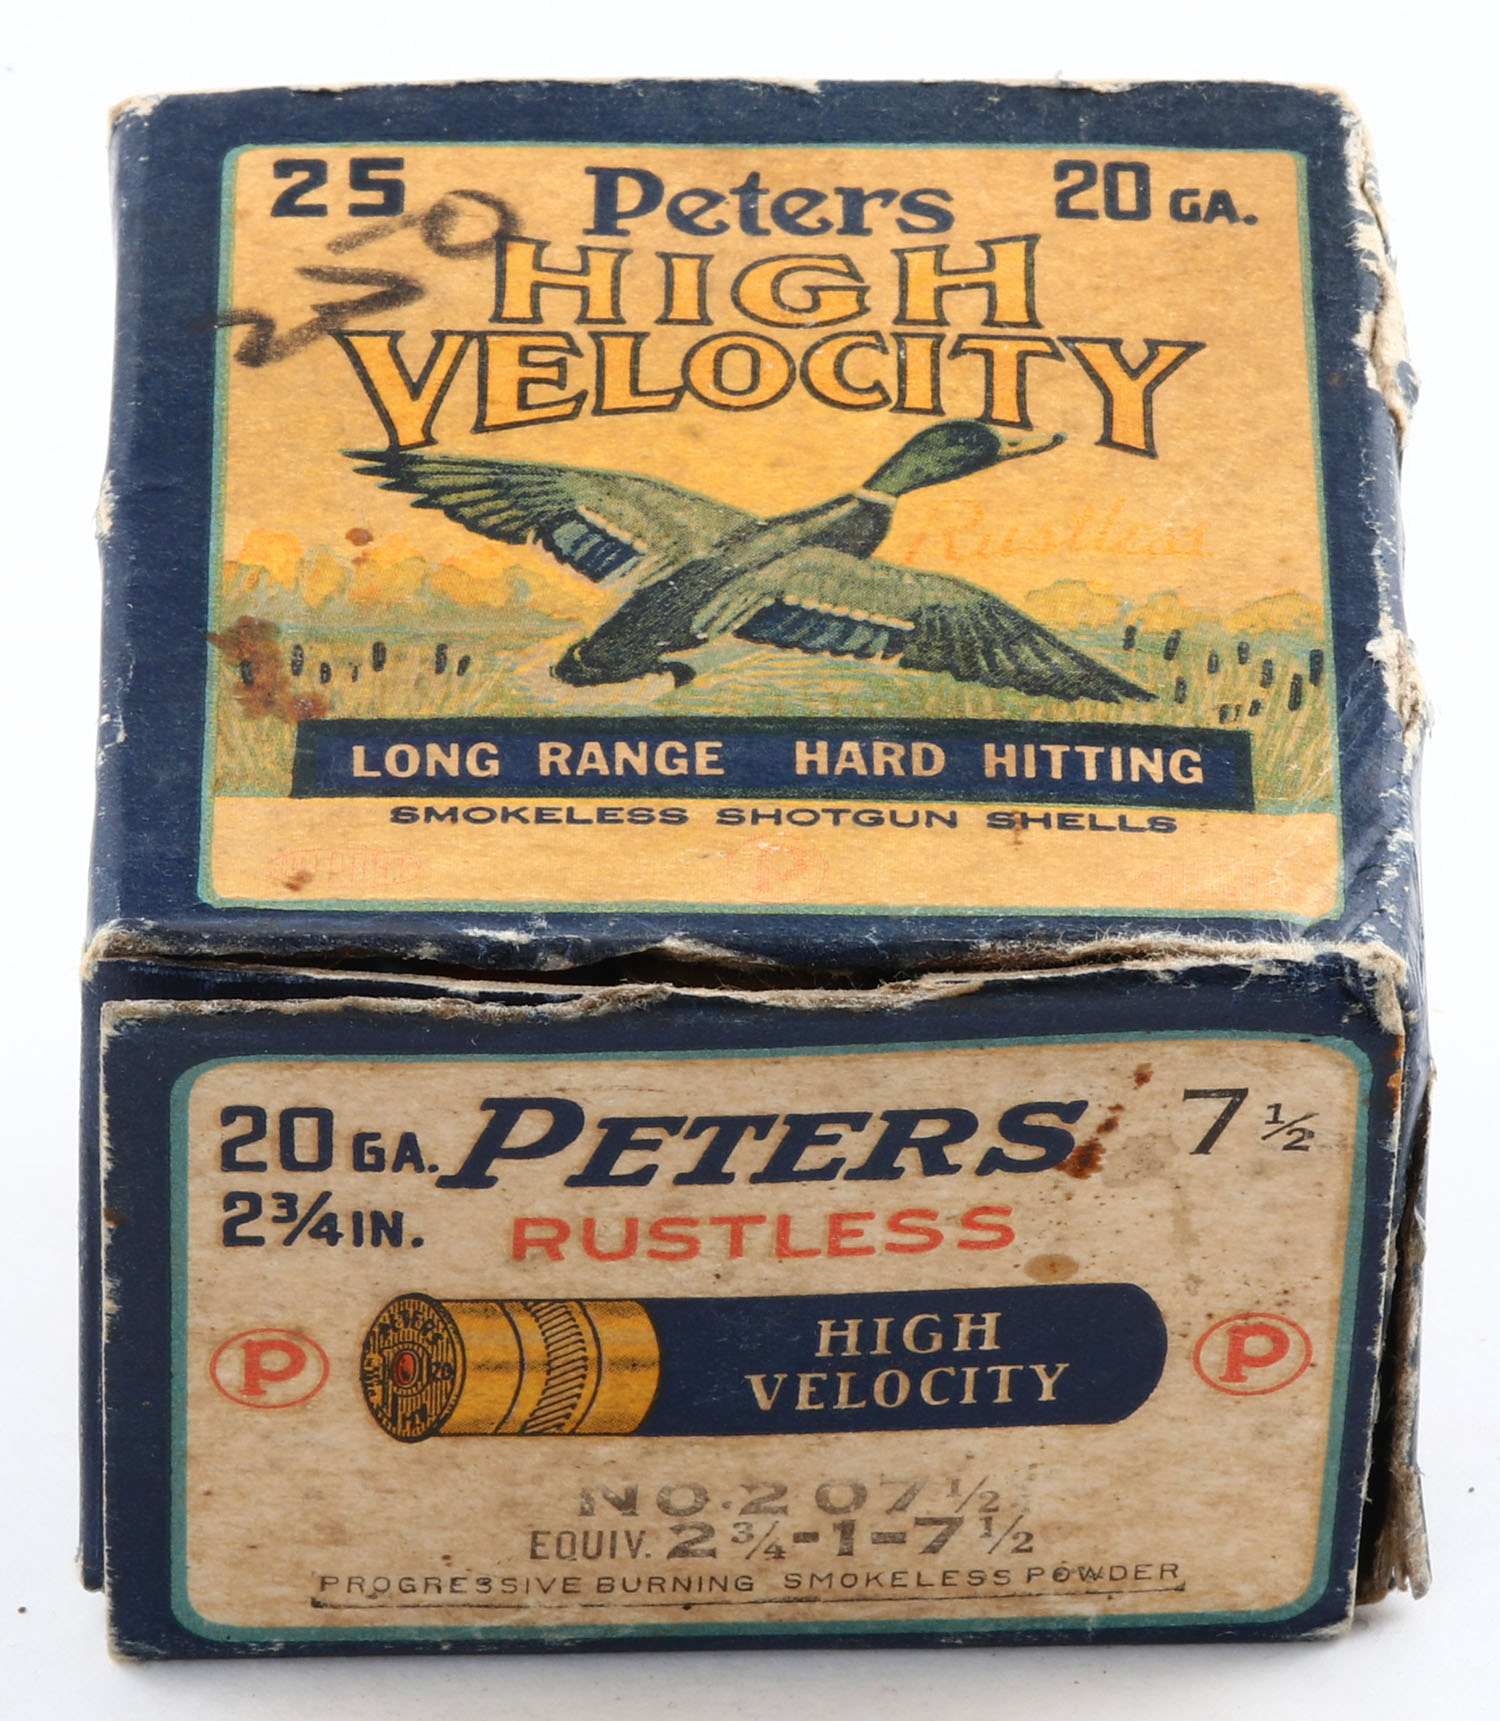 25 Peters 20 GA.
HIGH
VELOCITY
Rustless
LONG RANGE HARD HITTING
SMOKELESS SHOTGUN SHELLS
P
20 GA. PETERS 7 1/2
2 3/4 IN. RUSTLESS
PETERS
20
HIGH
VELOCITY
P P
NO. 207 1/2
EQUIV. 2 3/4-1-7 1/2
PROGRESSIVE BURNING SMOKELESS POWDER